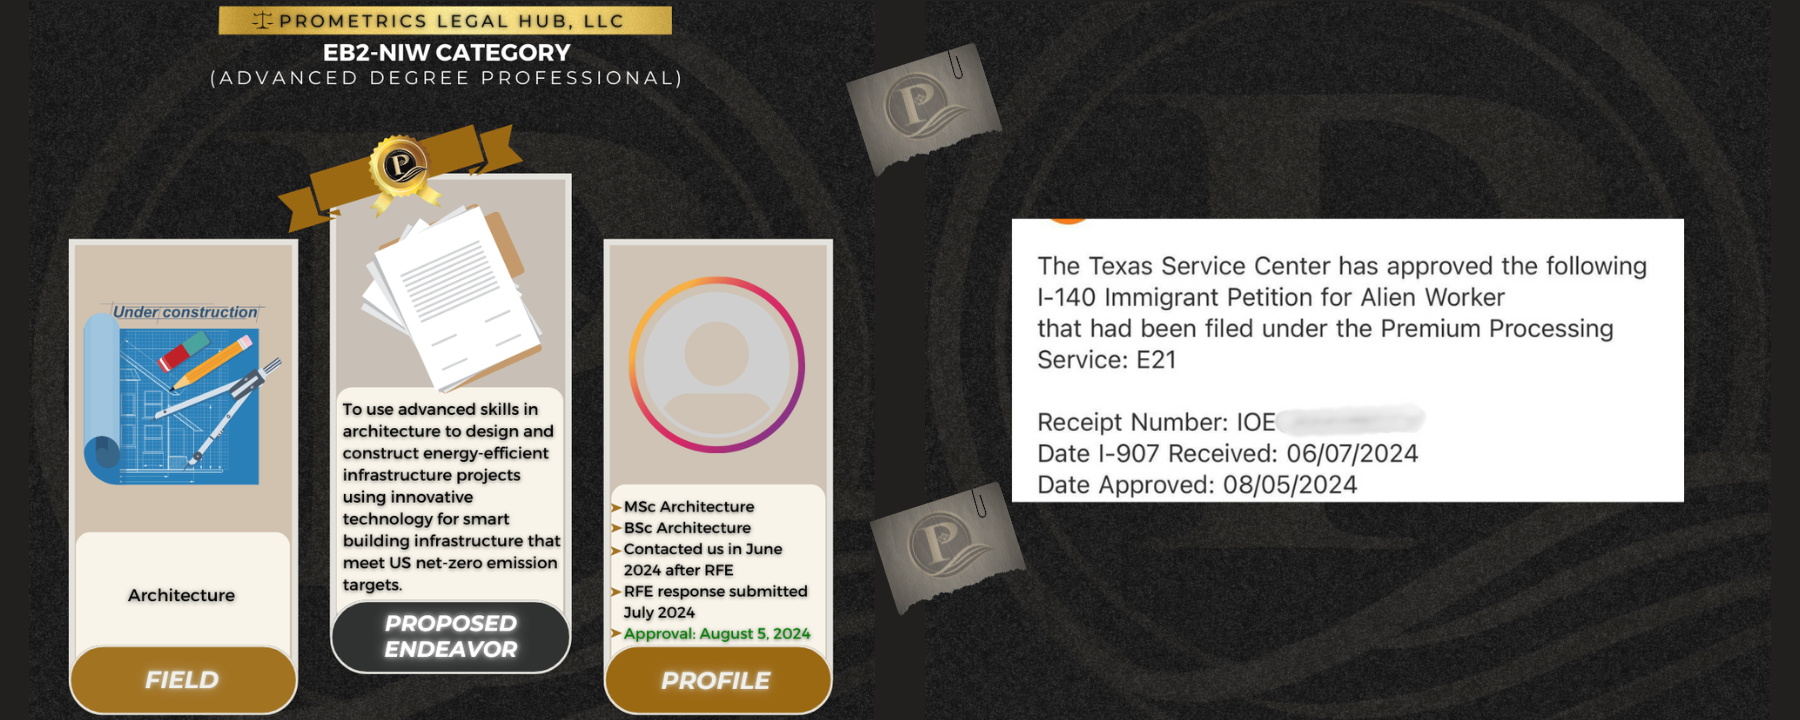 PROMETRICS LEGAL HUB, LLC
EB2-NIW CATEGORY
(ADVANCED DEGREE PROFESSIONAL)
P
Under construction
Architecture
FIELD
To use advanced skills in
architecture to design and
construct energy-efficient
infrastructure projects
using innovative
technology for smart
building infrastructure that
meet US net-zero emission
targets.
PROPOSED
ENDEAVOR
➤MSc Architecture
➤BSc Architecture
➤Contacted us in June
2024 after RFE
➤RFE response submitted
July 2024
➤Approval: August 5, 2024
PROFILE
P
P
The Texas Service Center has approved the following
I-140 Immigrant Petition for Alien Worker
that had been filed under the Premium Processing
Service: E21
Receipt Number: IOE
Date I-907 Received: 06/07/2024
Date Approved: 08/05/2024